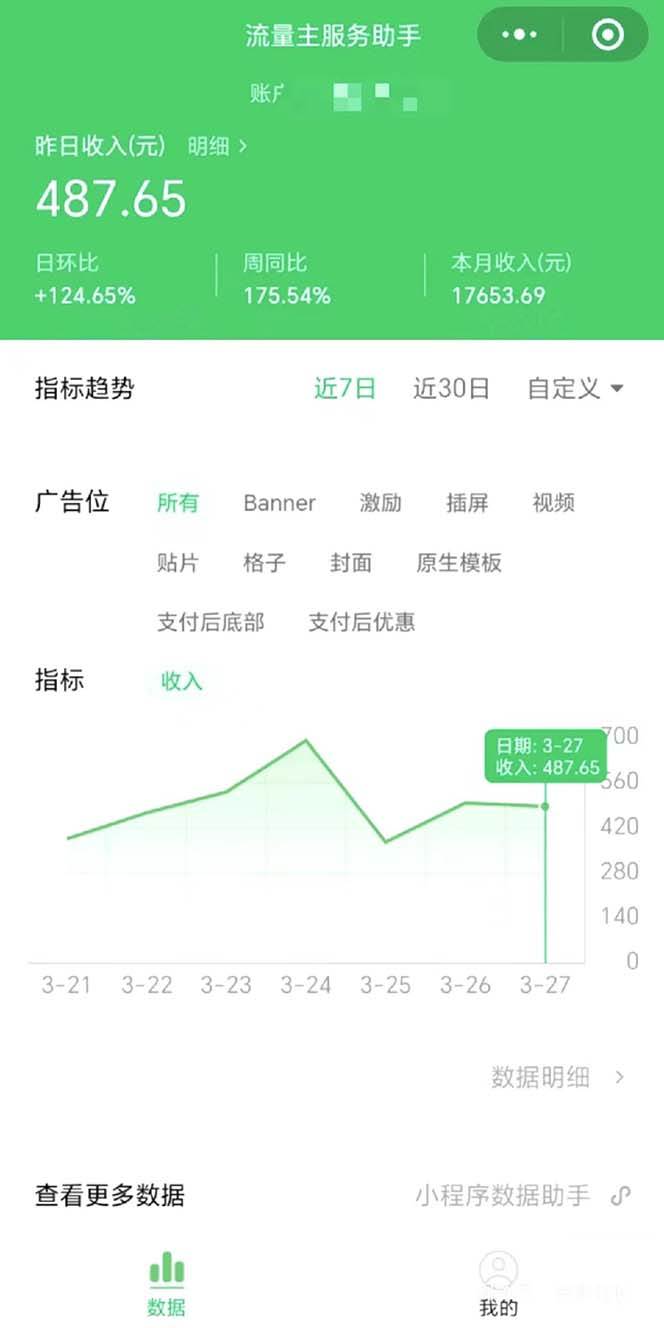 流量主服务助手
账户
昨日收入(元) 明细 >
487.65
日环比 周同比 本月收入(元)
+124.65% 175.54% 17653.69
指标趋势 近7日 近30日 自定义
广告位 所有 Banner 激励 插屏 视频
贴片 格子 封面 原生模板
支付后底部 支付后优惠
指标 收入
日期: 3-27
收入: 487.65
700
560
420
280
140
0
3-21 3-22 3-23 3-24 3-25 3-26 3-27
数据明细 >
查看更多数据 小程序数据助手
数据 我的